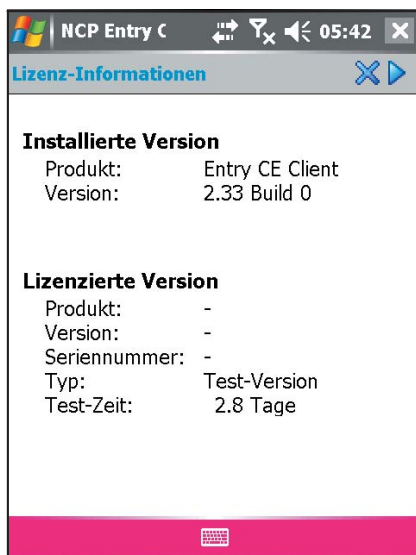 NCP Entry C 05:42
Lizenz-Informationen
Installierte Version
Produkt: Entry CE Client
Version: 2.33 Build 0
Lizenzierte Version
Produkt: -
Version: -
Seriennummer: -
Typ: Test-Version
Test-Zeit: 2.8 Tage